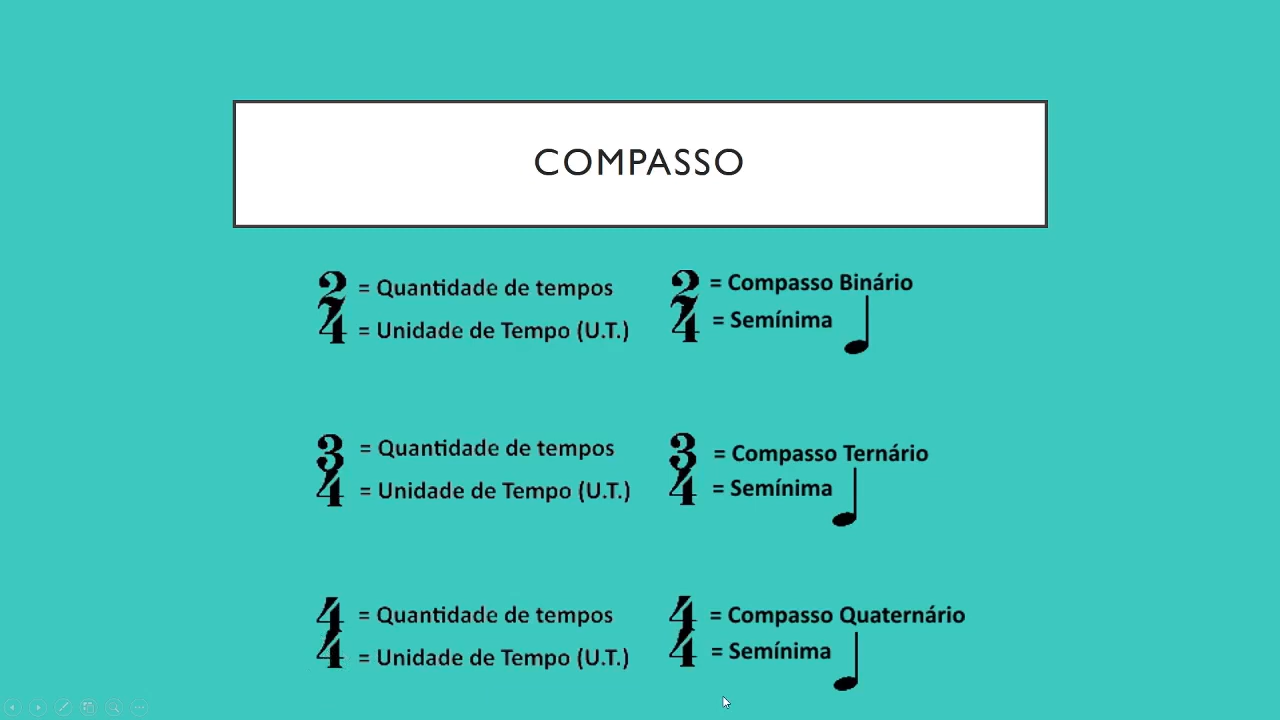 COMPASSO
2 = Quantidade de tempos
4 = Unidade de Tempo (U.T.)
2 = Compasso Binário
4 = Semínima
3 = Quantidade de tempos
4 = Unidade de Tempo (U.T.)
3 = Compasso Ternário
4 = Semínima
4 = Quantidade de tempos
4 = Unidade de Tempo (U.T.)
4 = Compasso Quaternário
4 = Semínima